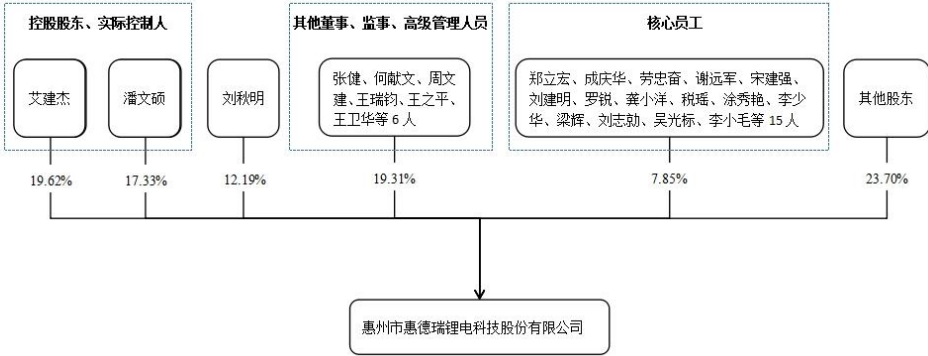 控股股东、实际控制人
其他董事、监事、高级管理人员
核心员工
艾建杰
潘文硕
刘秋明
张健、何献文、周文
建、王瑞钧、王之平、
王卫华等 6 人
郑立宏、成庆华、劳忠奋、谢远军、宋建强、
刘建明、罗锐、龚小洋、税瑶、涂秀艳、李少
华、梁辉、刘志勍、吴光标、李小毛等 15 人
其他股东
19.62%
17.33%
12.19%
19.31%
7.85%
23.70%
惠州市惠德瑞锂电科技股份有限公司